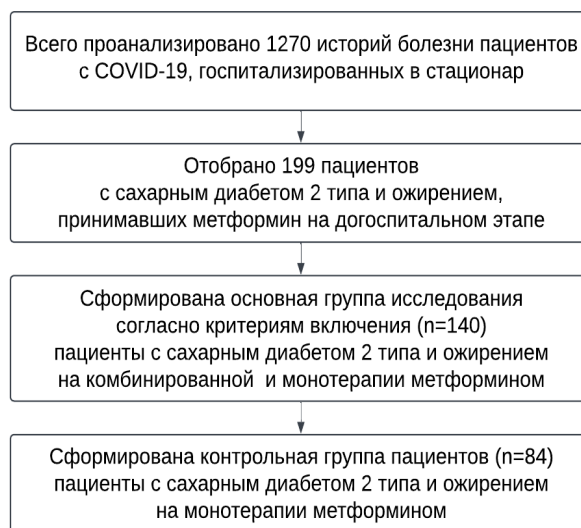 Всего проанализировано 1270 историй болезни пациентов
с COVID-19, госпитализированных в стационар
Отобрано 199 пациентов
с сахарным диабетом 2 типа и ожирением,
принимавших метформин на догоспитальном этапе
Сформирована основная группа исследования
согласно критериям включения (n=140)
пациенты с сахарным диабетом 2 типа и ожирением
на комбинированной и монотерапии метформином
Сформирована контрольная группа пациентов (n=84)
пациенты с сахарным диабетом 2 типа и ожирением
на монотерапии метформином